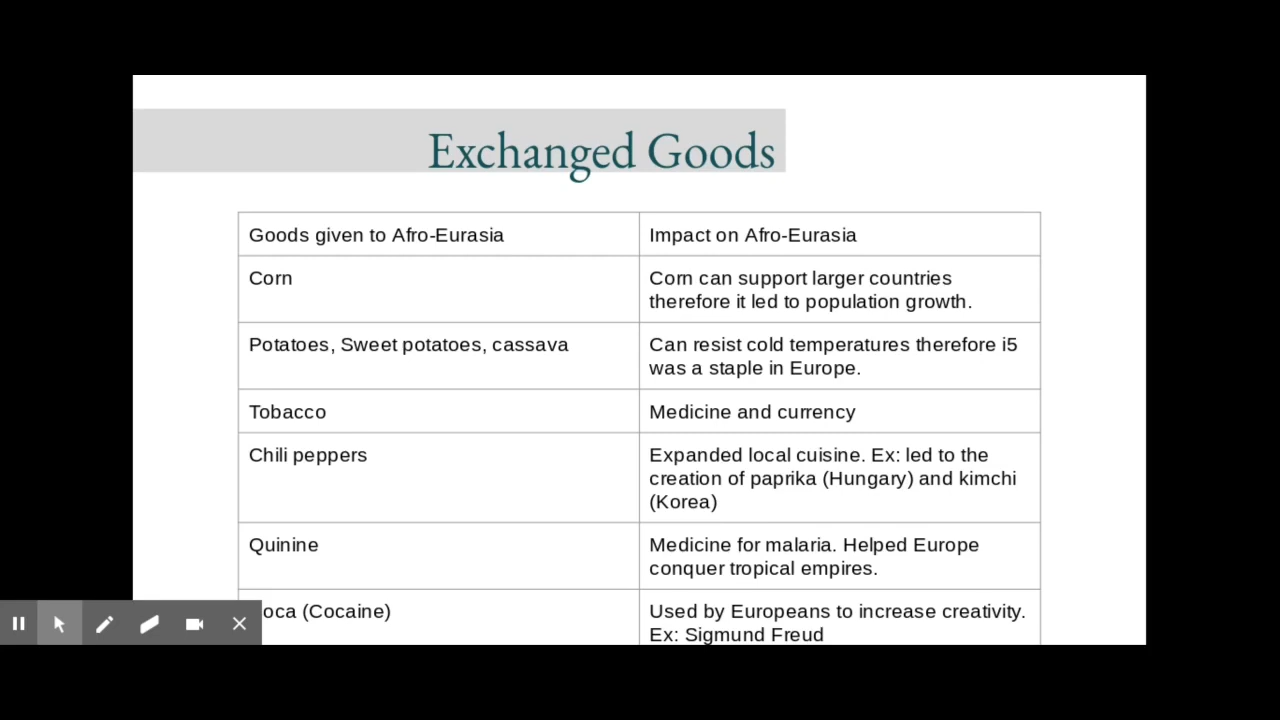 Exchanged Goods
Goods given to Afro-Eurasia
Impact on Afro-Eurasia
Corn
Corn can support larger countries
therefore it led to population growth.
Potatoes, Sweet potatoes, cassava
Can resist cold temperatures therefore i5
was a staple in Europe.
Tobacco
Medicine and currency
Chili peppers
Expanded local cuisine. Ex: led to the
creation of paprika (Hungary) and kimchi
(Korea)
Quinine
Medicine for malaria. Helped Europe
conquer tropical empires.
oca (Cocaine)
Used by Europeans to increase creativity.
Ex: Sigmund Freud